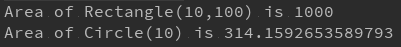 Area of Rectangle(10,100) is 1000
Area of Circle(10) is 314.1592653589793